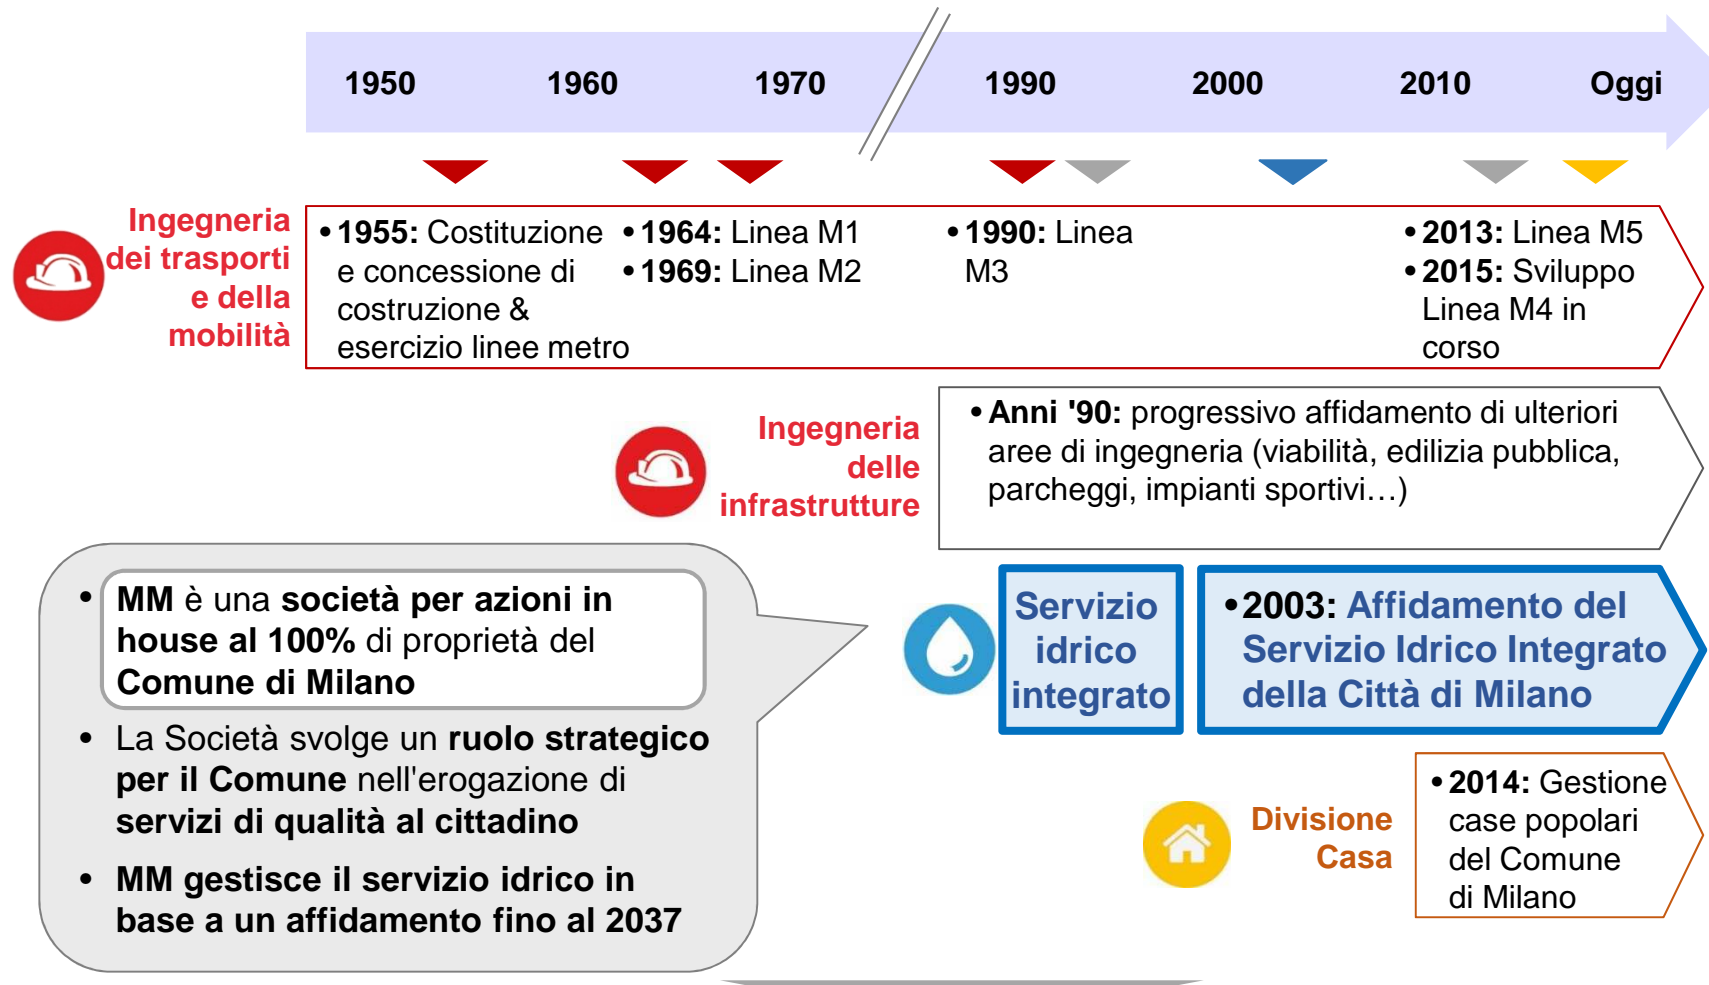 1950 1960 1970 1990 2000 2010 Oggi
Ingegneria
dei trasporti
e della
mobilità
• 1955: Costituzione
e concessione di
costruzione &
esercizio linee metro
• 1964: Linea M1
• 1969: Linea M2
• 1990: Linea
M3
• 2013: Linea M5
• 2015: Sviluppo
Linea M4 in
corso
Ingegneria
delle
infrastrutture
• Anni '90: progressivo affidamento di ulteriori
aree di ingegneria (viabilità, edilizia pubblica,
parcheggi, impianti sportivi…)
• MM è una società per azioni in
house al 100% di proprietà del
Comune di Milano
• La Società svolge un ruolo strategico
per il Comune nell'erogazione di
servizi di qualità al cittadino
• MM gestisce il servizio idrico in
base a un affidamento fino al 2037
Servizio
idrico
integrato
• 2003: Affidamento del
Servizio Idrico Integrato
della Città di Milano
Divisione
Casa
• 2014: Gestione
case popolari
del Comune
di Milano